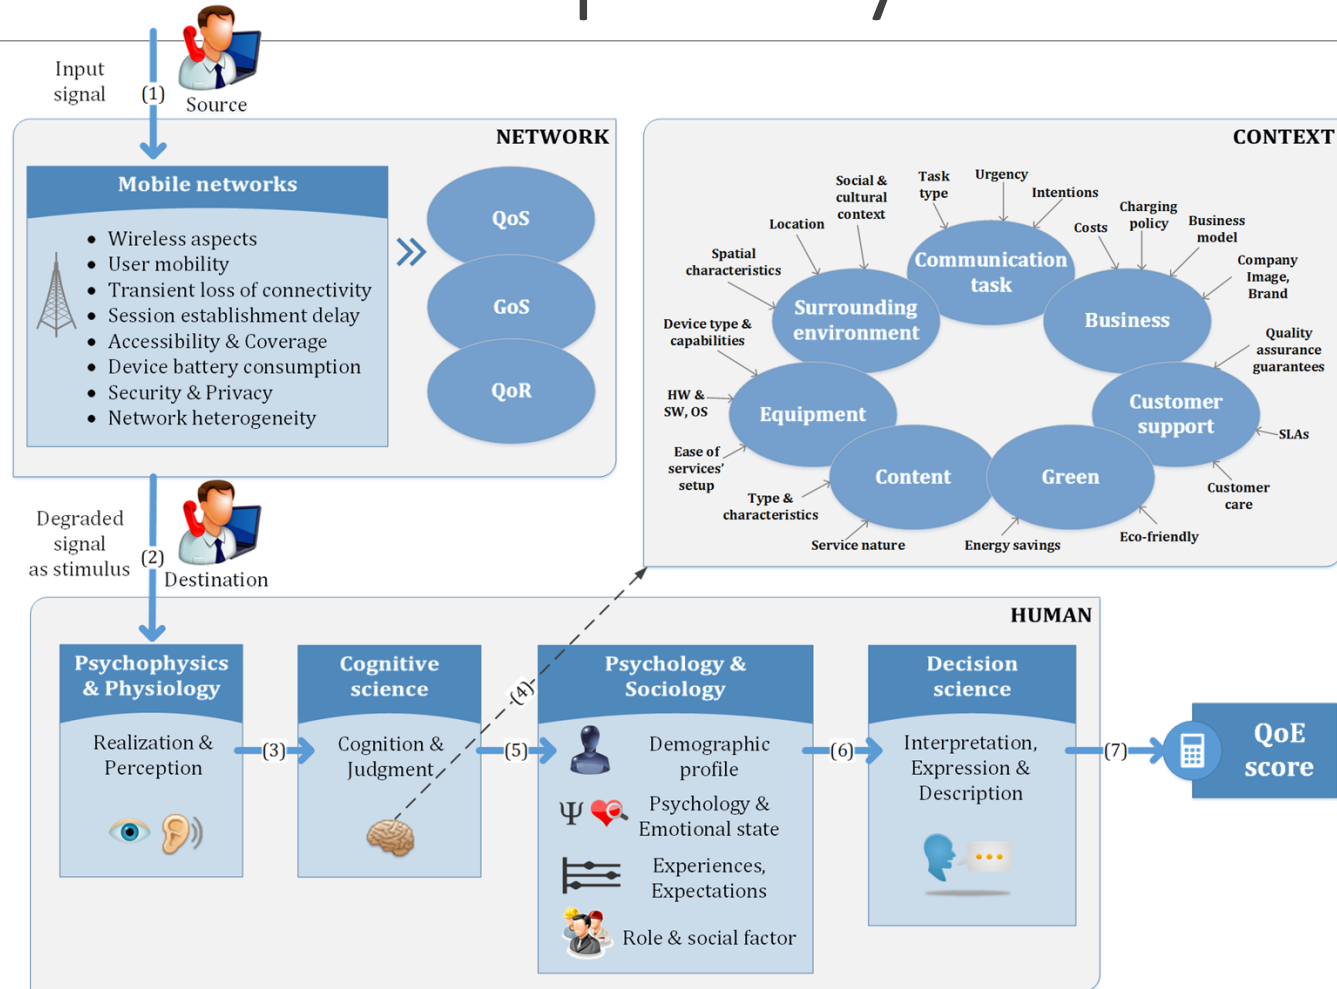 Input
signal
(1)
Source
NETWORK
Mobile networks
• Wireless aspects
• User mobility
• Transient loss of connectivity
• Session establishment delay
• Accessibility & Coverage
• Device battery consumption
• Security & Privacy
• Network heterogeneity
QoS
GoS
QoR
CONTEXT
Communication
task
Task
type
Urgency
Intentions
Business
Costs
Charging
policy
Business
model
Company
Image,
Brand
Surrounding
environment
Social &
cultural
context
Location
Spatial
characteristics
Equipment
Device type &
capabilities
HW &
SW, OS
Ease of
services'
setup
Customer
support
Quality
assurance
guarantees
SLAs
Customer
care
Content
Type &
characteristics
Service nature
Green
Energy savings
Eco-friendly
Degraded
signal
as stimulus
(2)
Destination
HUMAN
Psychophysics
& Physiology
Realization &
Perception
(3)
Cognitive
science
Cognition &
Judgment
(4)
(5)
Psychology &
Sociology
Demographic
profile
Ψ
Psychology &
Emotional state
Experiences,
Expectations
Role & social factor
(6)
Decision
science
Interpretation,
Expression &
Description
(7)
QoE
score